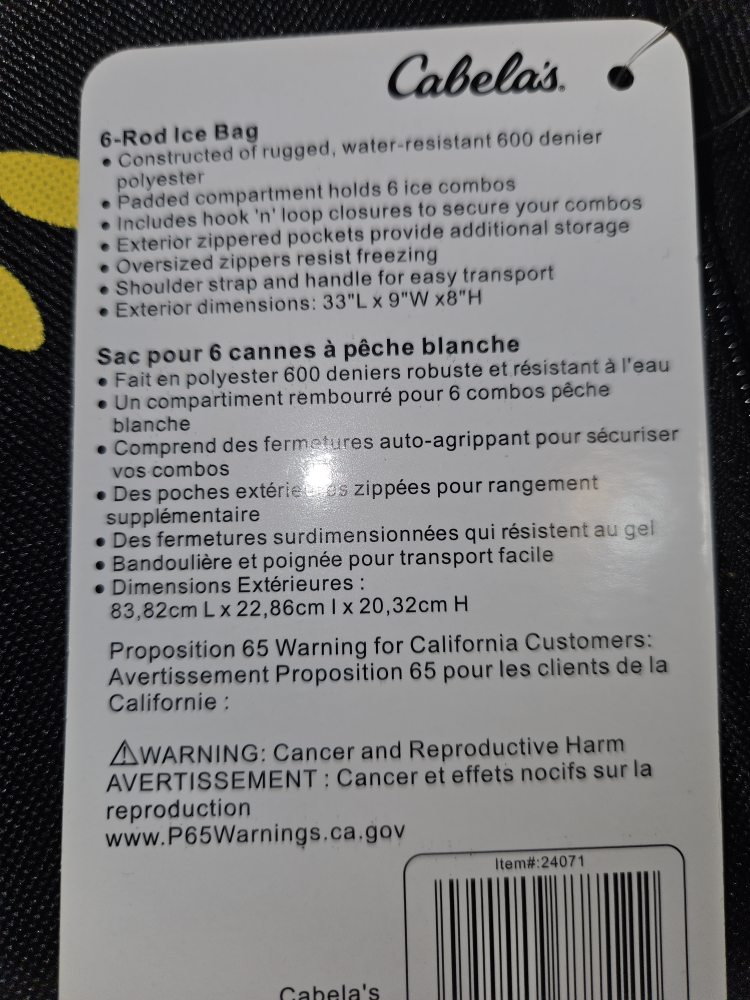 Cabela's.
6-Rod Ice Bag
• Constructed of rugged, water-resistant 600 denier
polyester
• Padded compartment holds 6 ice combos
• Includes hook 'n' loop closures to secure your combos
• Exterior zippered pockets provide additional storage
• Oversized zippers resist freezing
• Shoulder strap and handle for easy transport
• Exterior dimensions: 33"L x 9"W x8"H
Sac pour 6 cannes à pêche blanche
• Fait en polyester 600 deniers robuste et résistant à l'eau
• Un compartiment rembourré pour 6 combos pêche
blanche
• Comprend des fermetures auto-agrippant pour sécuriser
vos combos
• Des poches extérieures zippées pour rangement
supplémentaire
• Des fermetures surdimensionnées qui résistent au gel
• Bandoulière et poignée pour transport facile
• Dimensions Extérieures :
83,82cm L x 22,86cm l x 20,32cm H
Proposition 65 Warning for California Customers:
Avertissement Proposition 65 pour les clients de la
Californie :
⚠WARNING: Cancer and Reproductive Harm
AVERTISSEMENT : Cancer et effets nocifs sur la
reproduction
www.P65Warnings.ca.gov
Item#:24071
Cabela's